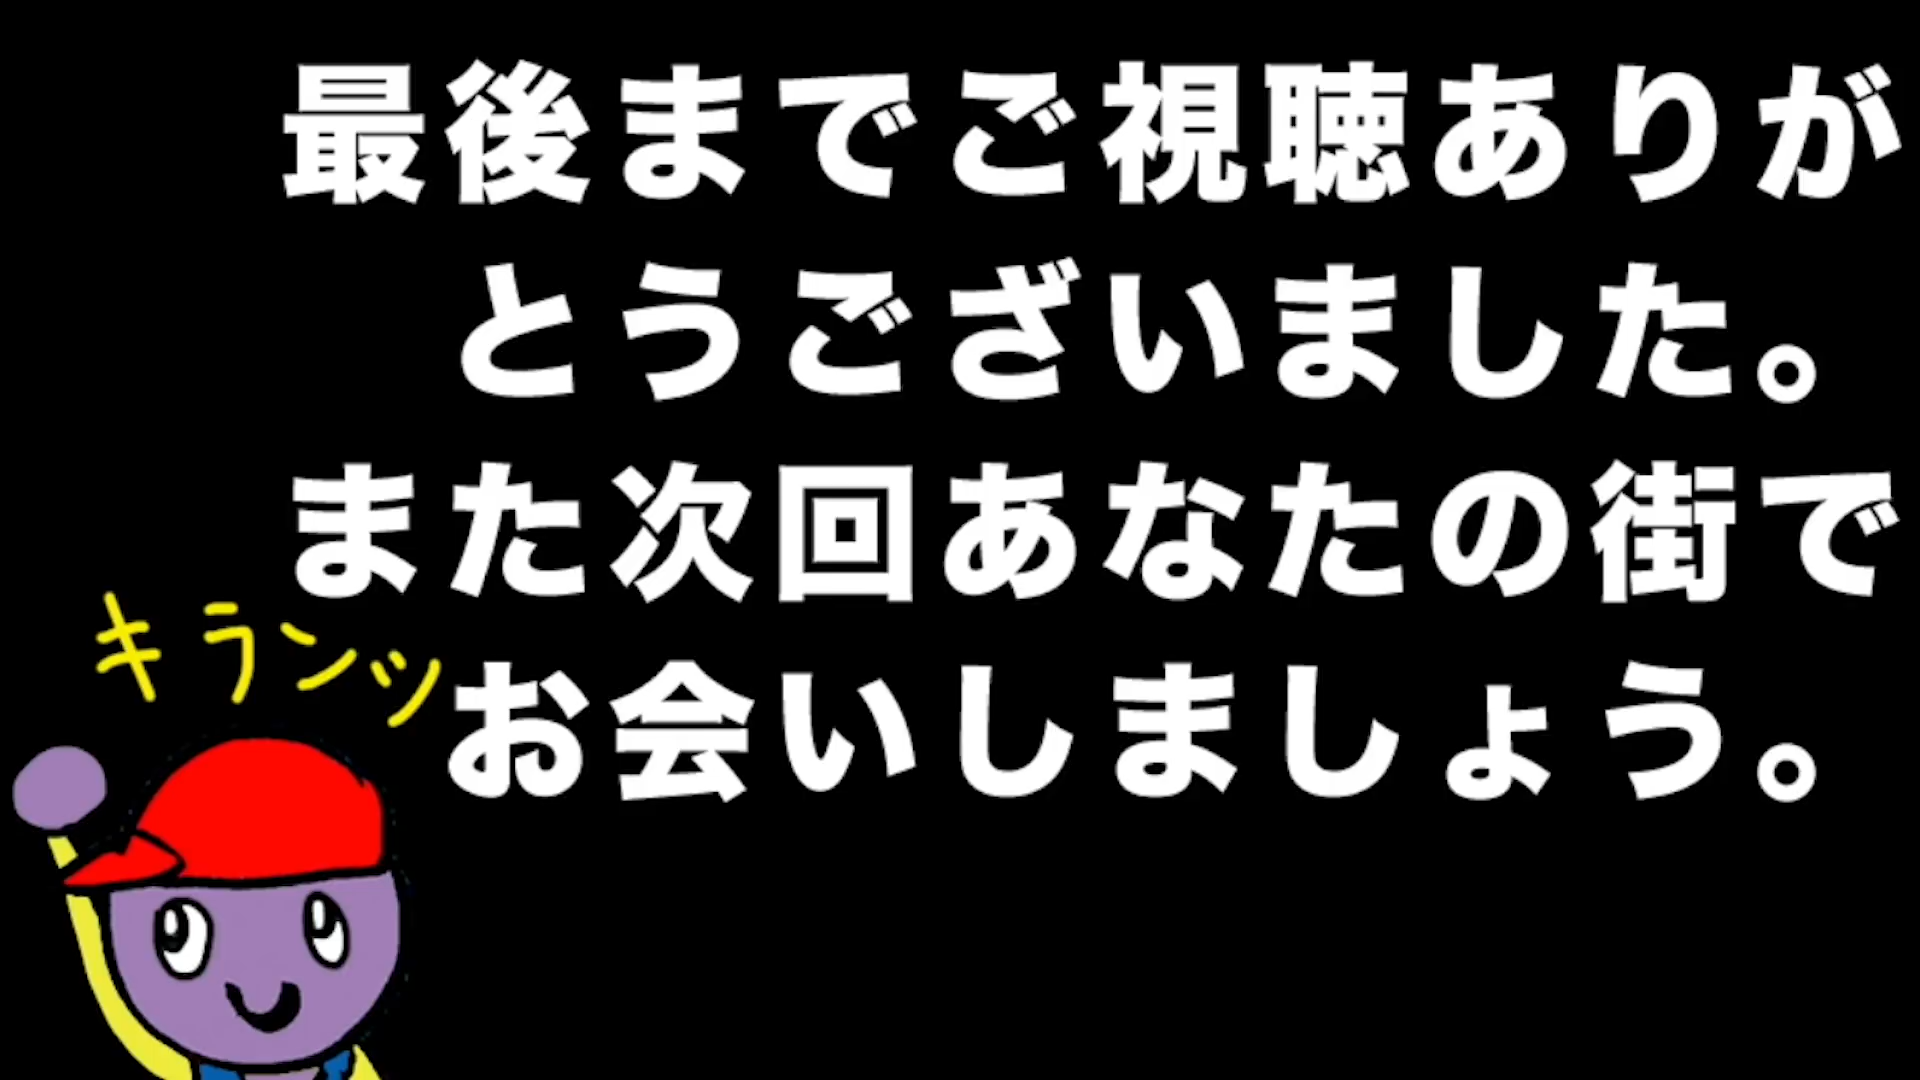 最後までご視聴ありが
とうございました。
また次回あなたの街で
お会いしましょう。
キランッ